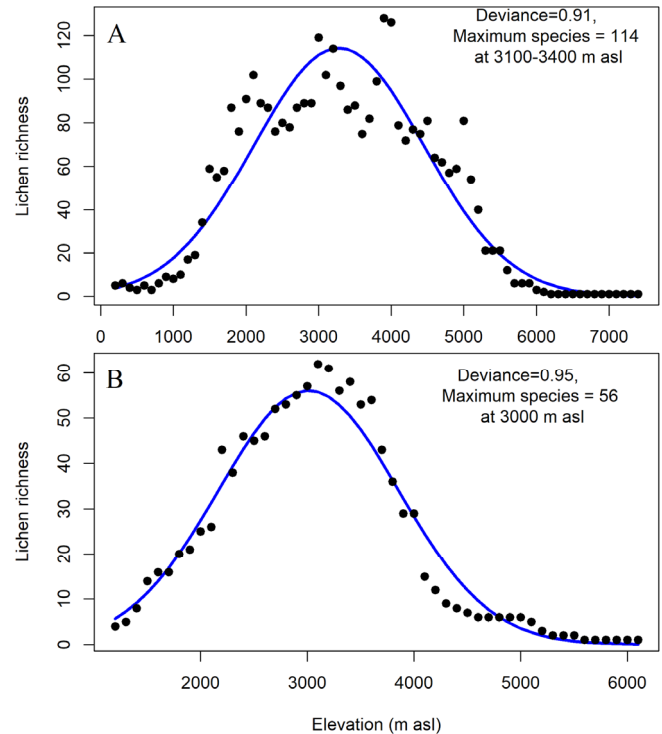 A
Deviance=0.91,
Maximum species = 114
at 3100-3400 m asl
Lichen richness
120
100
80
60
40
20
0
0 1000 2000 3000 4000 5000 6000 7000
B
Deviance=0.95,
Maximum species = 56
at 3000 m asl
Lichen richness
60
50
40
30
20
10
0
2000 3000 4000 5000 6000
Elevation (m asl)